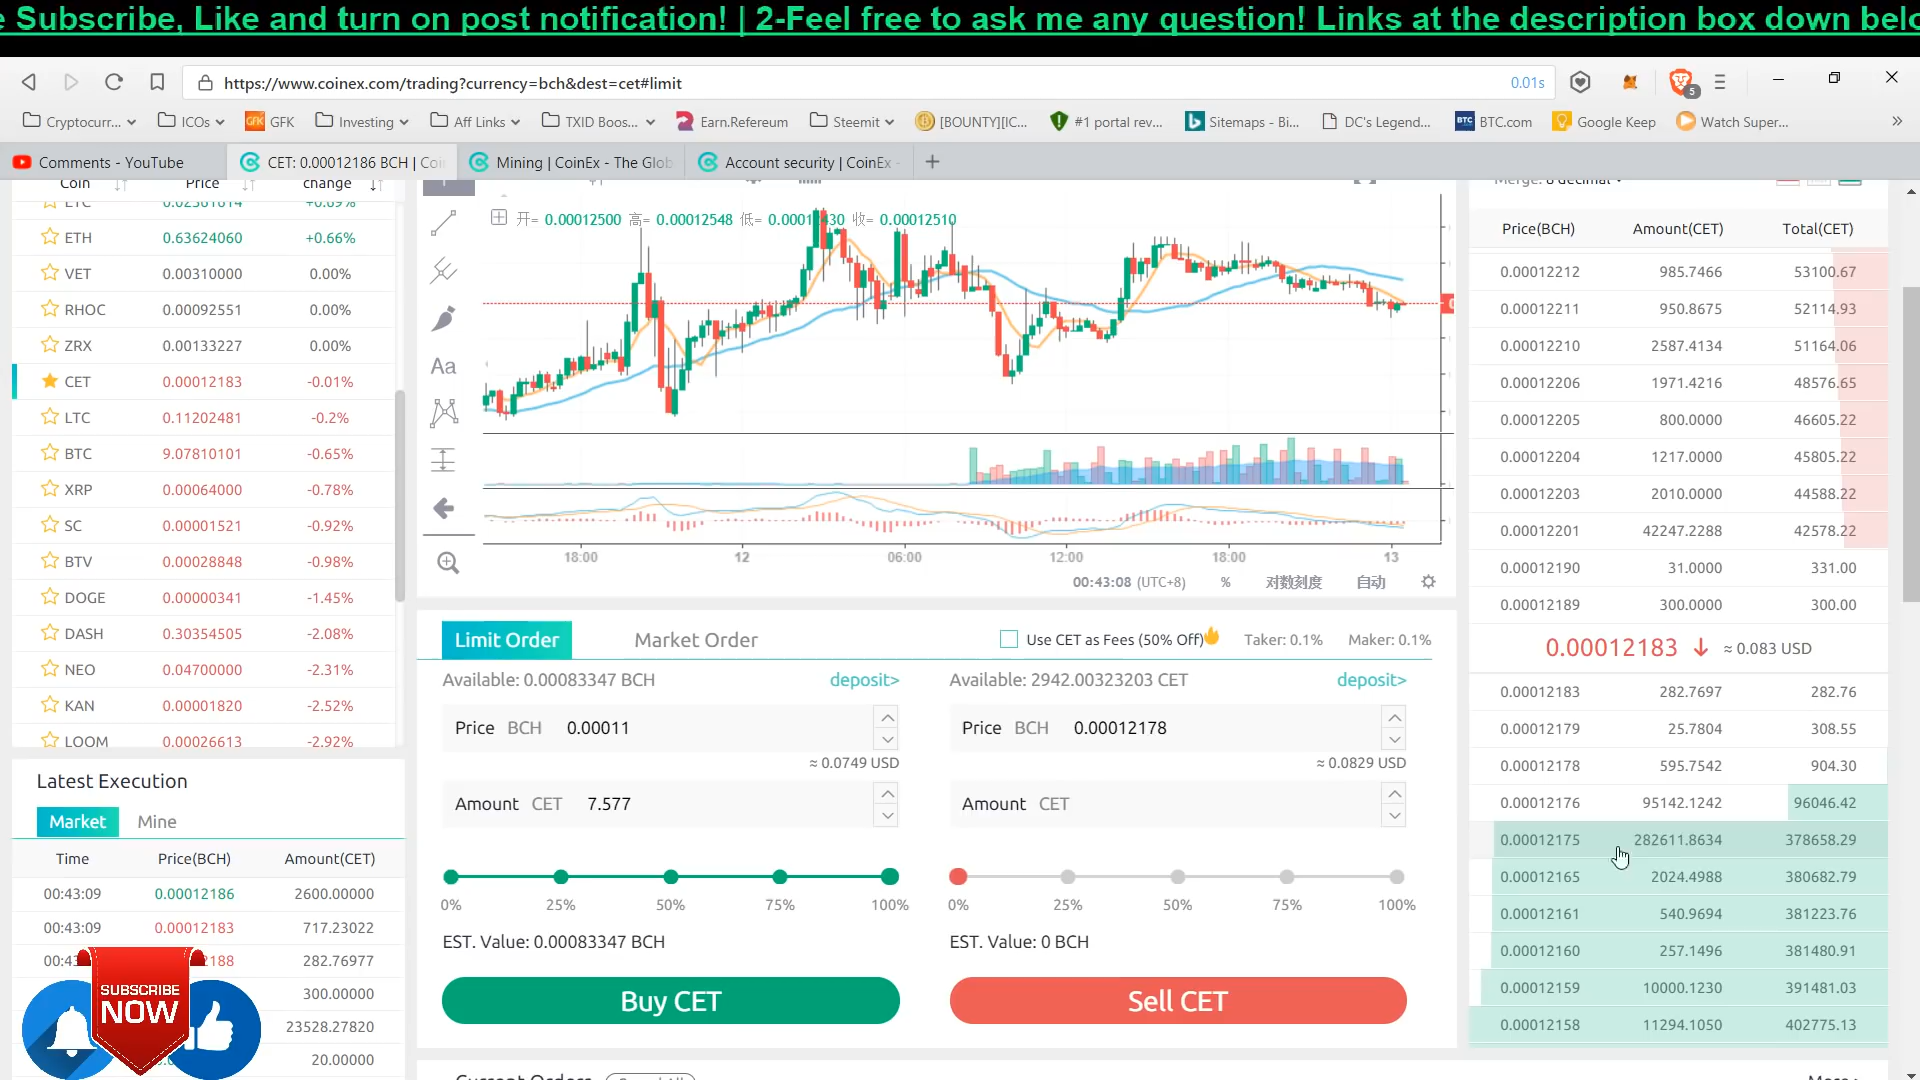 Subscribe, Like and turn on post notification! | 2-Feel free to ask me any question! Links at the description box down
https://www.coinex.com/trading?currency=bch&dest=cet#limit
0.01s
5
Cryptocurr...
ICOs
GFK
GFK
Investing
Aff Links
TXID Boos...
Earn.Refereum
Steemit
[BOUNTY][IC...
#1 portal rev...
Sitemaps - Bi...
DC's Legend...
BTC
BTC.com
Google Keep
Watch Super...
Comments - YouTube
CET: 0.00012186 BCH |
Mining | CoinEx - The Glob
Account security | CoinEx -
Coin Price change
ETC 0.02361614 +0.69%
ETH 0.63624060 +0.66%
VET 0.00310000 0.00%
RHOC 0.00092551 0.00%
ZRX 0.00133227 0.00%
CET 0.00012183 -0.01%
LTC 0.11202481 -0.2%
BTC 9.07810101 -0.65%
XRP 0.00064000 -0.78%
SC 0.00001521 -0.92%
BTV 0.00028848 -0.98%
DOGE 0.00000341 -1.45%
DASH 0.30354505 -2.08%
NEO 0.04700000 -2.31%
KAN 0.00001820 -2.52%
LOOM 0.00026613 -2.92%
Latest Execution
Market Mine
Time Price(BCH) Amount(CET)
00:43:09 0.00012186 2600.00000
00:43:09 0.00012183 717.23022
282.76977
300.00000
23528.27820
20.00000
SUBSCRIBE
NOW
Aa
开= 0.00012500 高= 0.00012548 低= 收= 0.00012510
18:00 12 06:00 12:00 18:00 13
00:43:08 (UTC+8) % 对数刻度 自动
Limit Order Market Order
Use CET as Fees (50% Off) Taker: 0.1% Maker: 0.1%
Available: 0.00083347 BCH deposit>
Price BCH 0.00011
≈ 0.0749 USD
Amount CET 7.577
0% 25% 50% 75% 100%
EST. Value: 0.00083347 BCH
Buy CET
Available: 2942.00323203 CET deposit>
Price BCH 0.00012178
≈ 0.0829 USD
Amount CET
0% 25% 50% 75% 100%
EST. Value: 0 BCH
Sell CET
Price(BCH) Amount(CET) Total(CET)
0.00012212 985.7466 53100.67
0.00012211 950.8675 52114.93
0.00012210 2587.4134 51164.06
0.00012206 1971.4216 48576.65
0.00012205 800.0000 46605.22
0.00012204 1217.0000 45805.22
0.00012203 2010.0000 44588.22
0.00012201 42247.2288 42578.22
0.00012190 31.0000 331.00
0.00012189 300.0000 300.00
0.00012183 ≈ 0.083 USD
0.00012183 282.7697 282.76
0.00012179 25.7804 308.55
0.00012178 595.7542 904.30
0.00012176 95142.1242 96046.42
0.00012175 282611.8634 378658.29
0.00012165 2024.4988 380682.79
0.00012161 540.9694 381223.76
0.00012160 257.1496 381480.91
0.00012159 10000.1230 391481.03
0.00012158 11294.1050 402775.13